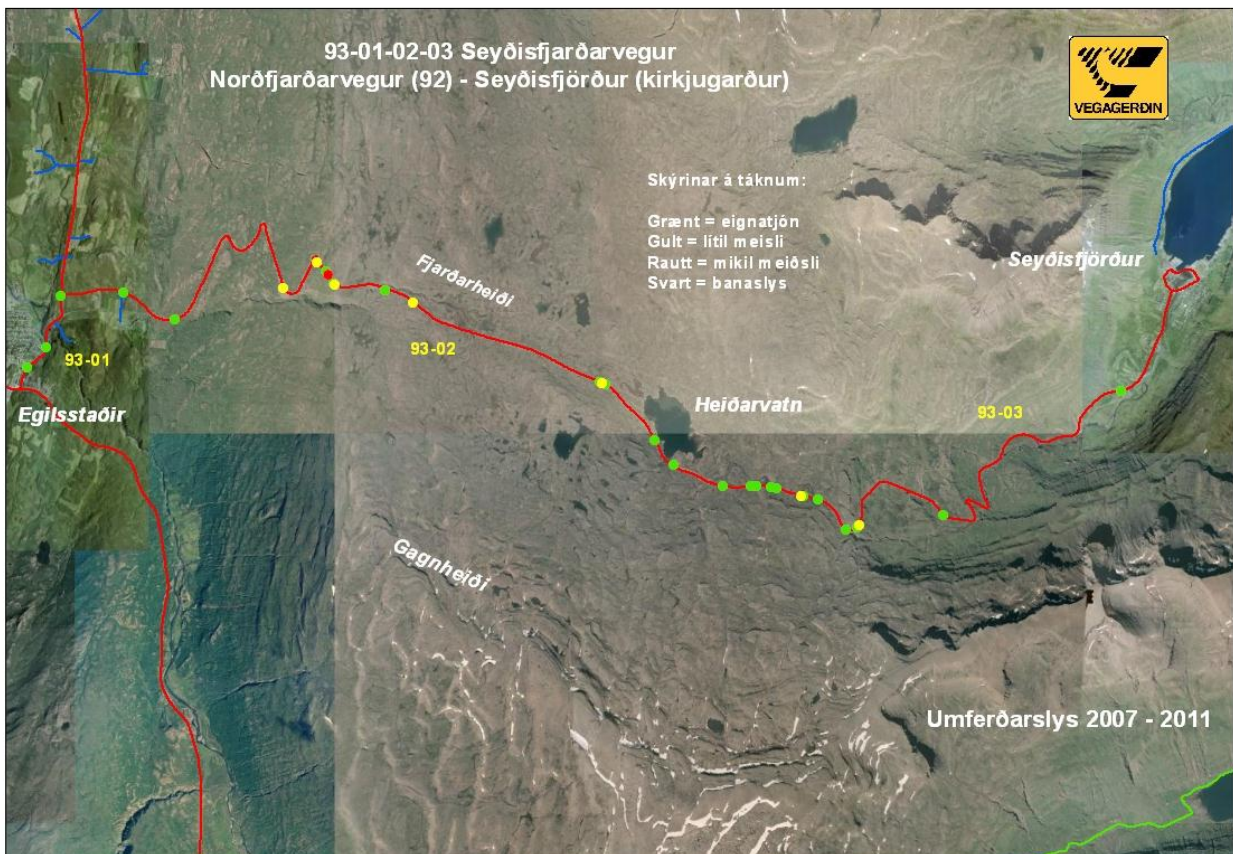 93-01-02-03 Seyðisfjarðarvegur
Norðfjarðarvegur (92) - Seyðisfjörður (kirkjugarður)
VEGAGERÐIN
Skýrinar á táknum:
Grænt = eignatjón
Gult = lítil meisli
Rautt = mikil meiðsli
Svart = banaslys
Seyðisfjörður
Fjarðarheiði
93-01
93-02
Egilsstaðir
Heiðarvatn
93-03
Gagnheiði
Umferðarslys 2007 - 2011